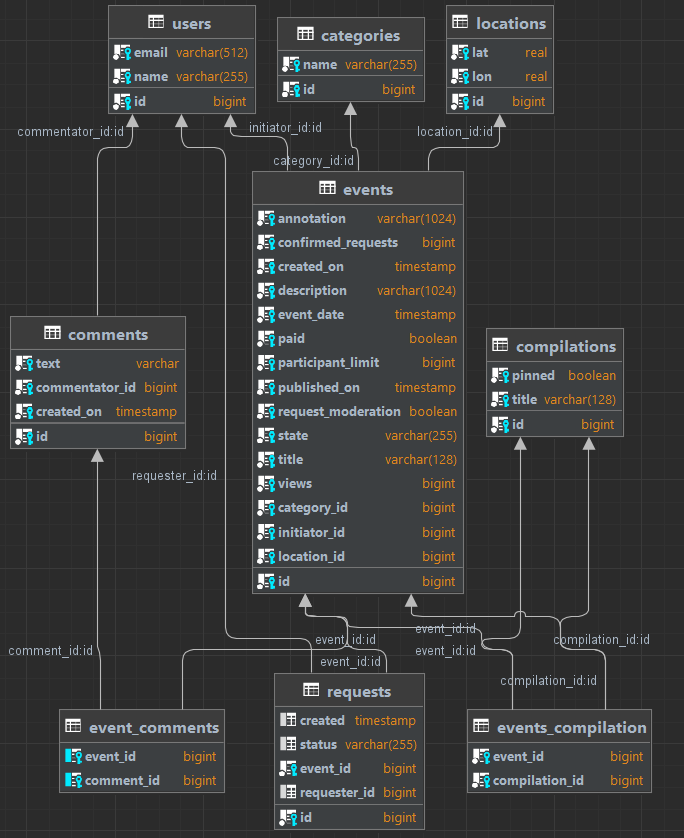 users
email varchar(512)
name varchar(255)
id bigint
categories
name varchar(255)
id bigint
locations
lat real
lon real
id bigint
commentator_id:id
initiator_id:id
location_id:id
category_id:id
events
annotation varchar(1024)
confirmed_requests bigint
created_on timestamp
description varchar(1024)
event_date timestamp
paid boolean
participant_limit bigint
published_on timestamp
request_moderation boolean
state varchar(255)
title varchar(128)
views bigint
category_id bigint
initiator_id bigint
location_id bigint
id bigint
comments
text varchar
commentator_id bigint
created_on timestamp
id bigint
compilations
pinned boolean
title varchar(128)
id bigint
requester_id:id
event_id:id
event_id:id
compilation_id:id
comment_id:id
event_id:id
event_id:id
compilation_id:id
event_comments
event_id bigint
comment_id bigint
requests
created timestamp
status varchar(255)
event_id bigint
requester_id bigint
id bigint
events_compilation
event_id bigint
compilation_id bigint